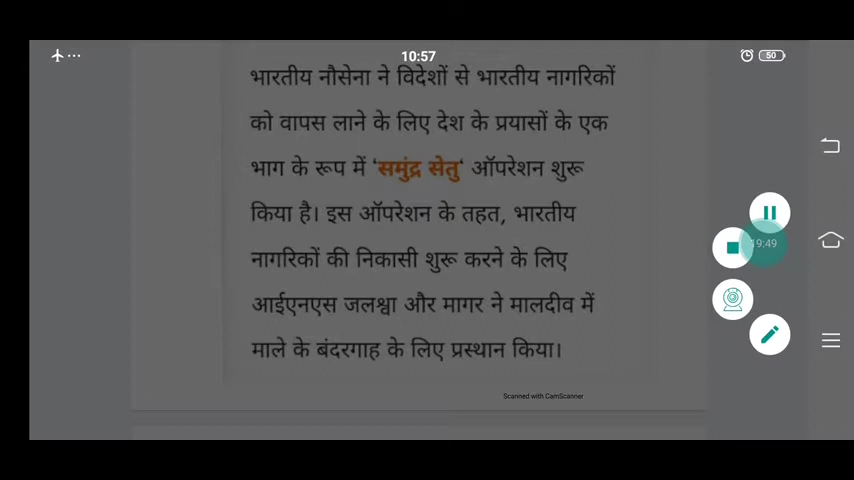 10:57
50
भारतीय नौसेना ने विदेशों से भारतीय नागरिकों
को वापस लाने के लिए देश के प्रयासों के एक
भाग के रूप में ‘समुंद्र सेतु‘ ऑपरेशन शुरू
किया है। इस ऑपरेशन के तहत, भारतीय
19:49
नागरिकों की निकासी शुरू करने के लिए
आईएनएस जलश्वा और मागर ने मालदीव में
माले के बंदरगाह के लिए प्रस्थान किया।
Scanned with CamScanner